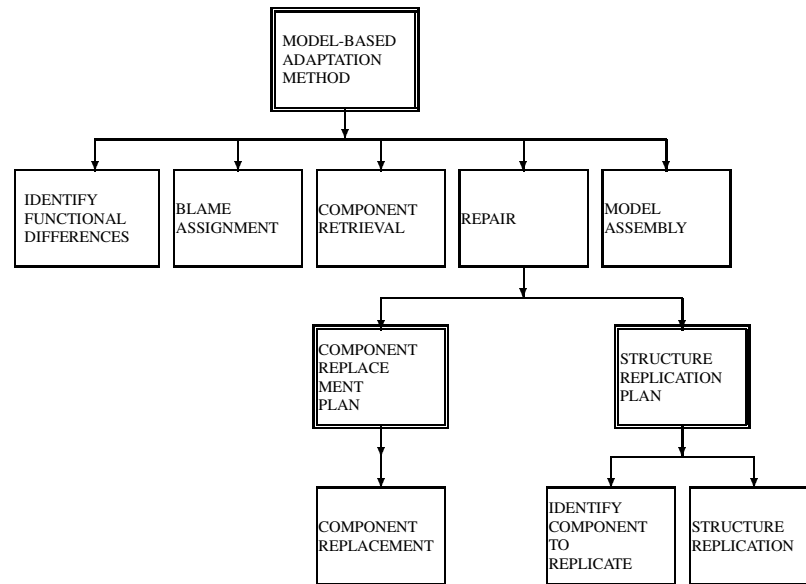 MODEL-BASED
ADAPTATION
METHOD
IDENTIFY
FUNCTIONAL
DIFFERENCES
BLAME
ASSIGNMENT
COMPONENT
RETRIEVAL
REPAIR
MODEL
ASSEMBLY
COMPONENT
REPLACE
MENT
PLAN
STRUCTURE
REPLICATION
PLAN
COMPONENT
REPLACEMENT
IDENTIFY
COMPONENT
TO
REPLICATE
STRUCTURE
REPLICATION